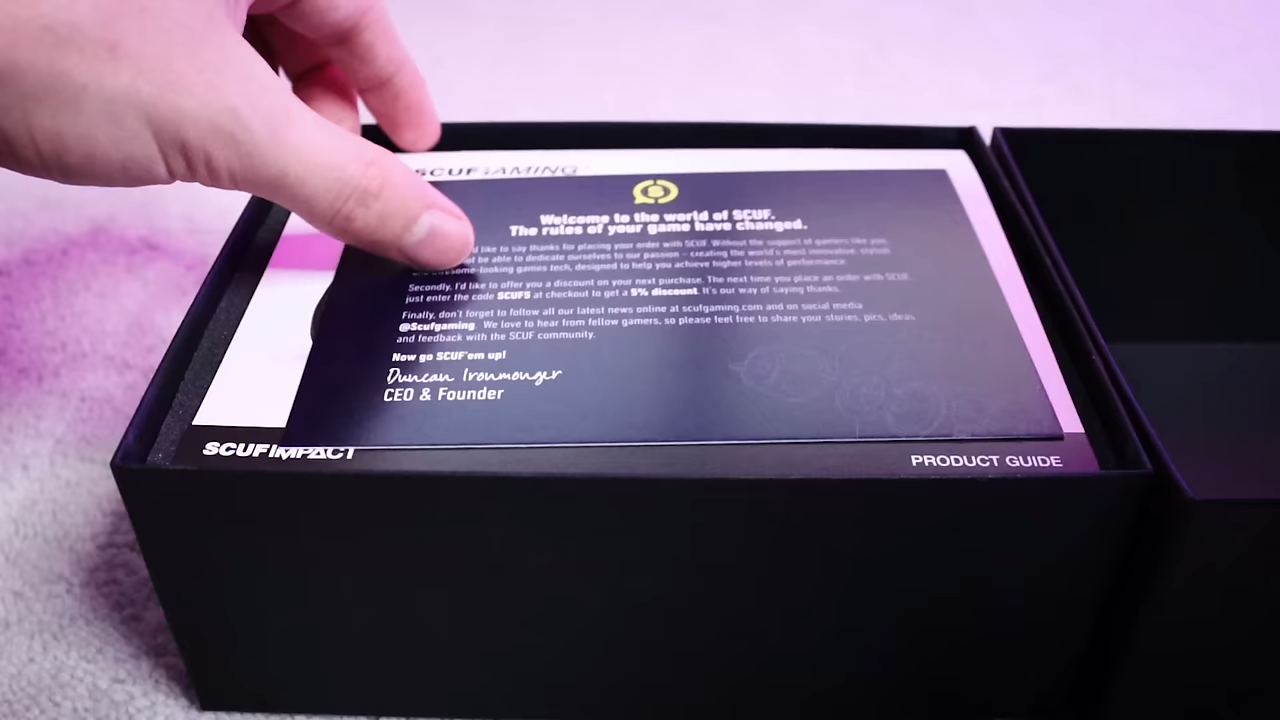 SCUFGAMING
Welcome to the world of SCUF.
The rules of your game have changed.
like to say thanks for placing your order with SCUF. Without the support of gamers like you,
be able to dedicate ourselves to our passion – creating the world's most innovative, stylish
awesome-looking games tech, designed to help you achieve higher levels of performance.
Secondly, I'd like to offer you a discount on your next purchase. The next time you place an order with SCUF,
just enter the code SCUF5 at checkout to get a 5% discount. It's our way of saying thanks.
Finally, don't forget to follow all our latest news online at scufgaming.com and on social media
@Scufgaming. We love to hear from fellow gamers, so please feel free to share your stories, pics, ideas
and feedback with the SCUF community.
Now go SCUF'em up!
Duncan Ironmonger
CEO & Founder
SCUFIMPACT
PRODUCT GUIDE